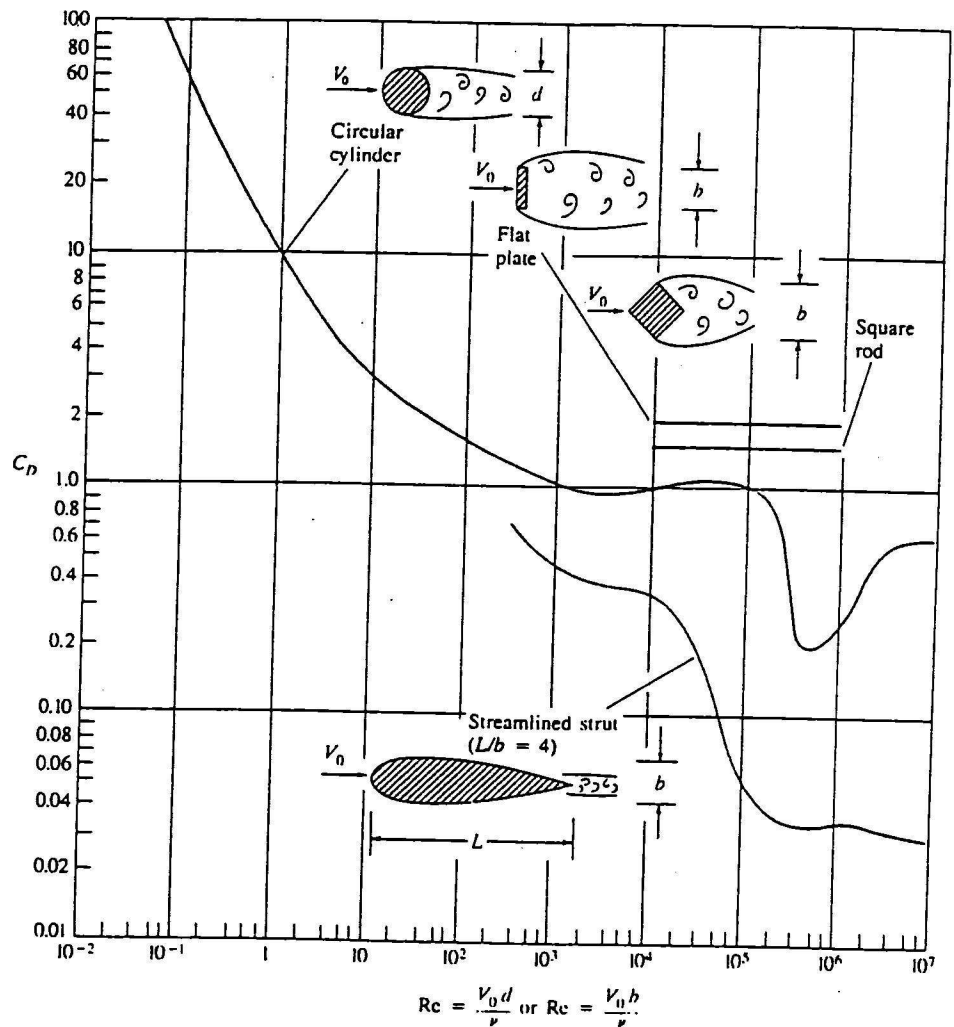 100
80
60
40
20
10
8
6
4
2
C_D
1.0
0.8
0.6
0.4
0.2
0.10
0.08
0.06
0.04
0.02
0.01
10⁻²
10⁻¹
1
10
10²
10³
10⁴
10⁵
10⁶
10⁷
V₀
d
Circular
cylinder
V₀
b
Flat
plate
V₀
b
Square
rod
Streamlined strut
(L/b = 4)
V₀
b
L
Re = V₀d/ν or Re = V₀b/ν